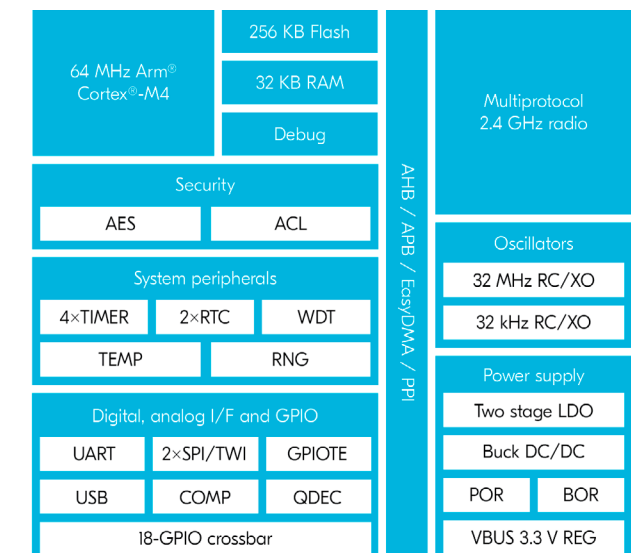 64 MHz Arm®
Cortex®-M4
256 KB Flash
32 KB RAM
Debug
Security
AES
ACL
System peripherals
4×TIMER
2×RTC
WDT
TEMP
RNG
Digital, analog I/F and GPIO
UART
2×SPI/TWI
GPIOTE
USB
COMP
QDEC
18-GPIO crossbar
AHB / APB / EasyDMA / PPI
Multiprotocol
2.4 GHz radio
Oscillators
32 MHz RC/XO
32 kHz RC/XO
Power supply
Two stage LDO
Buck DC/DC
POR
BOR
VBUS 3.3 V REG